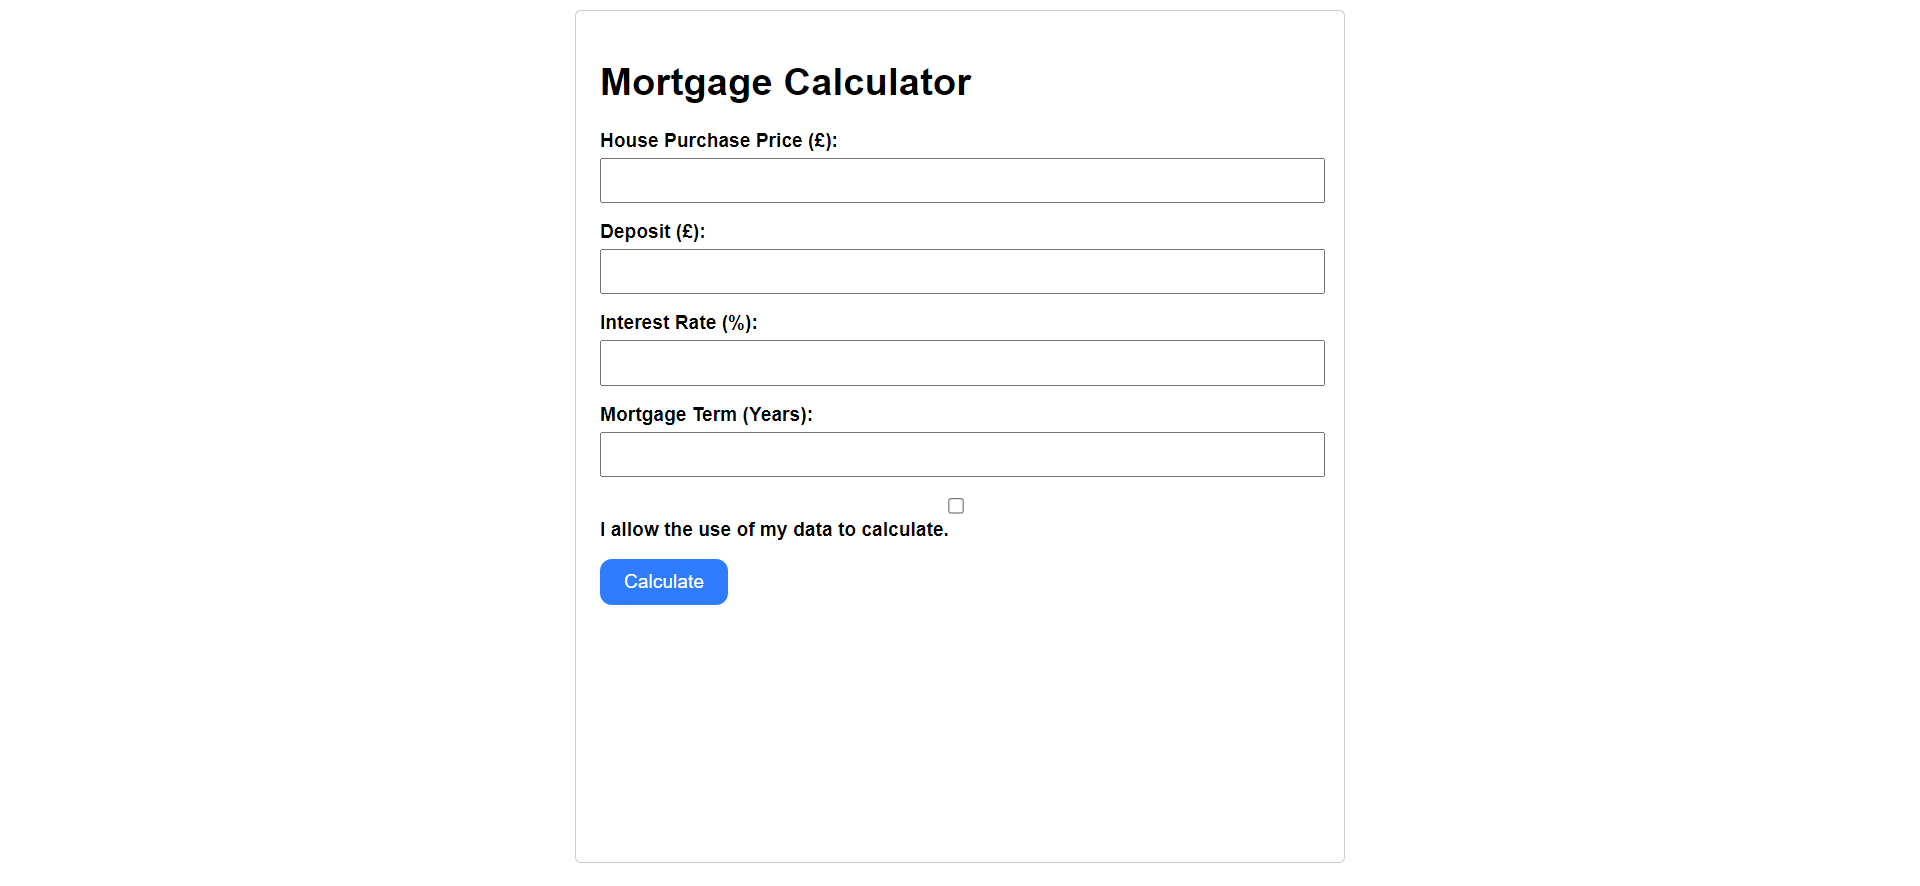 Mortgage Calculator
House Purchase Price (£):
Deposit (£):
Interest Rate (%):
Mortgage Term (Years):
I allow the use of my data to calculate.
Calculate